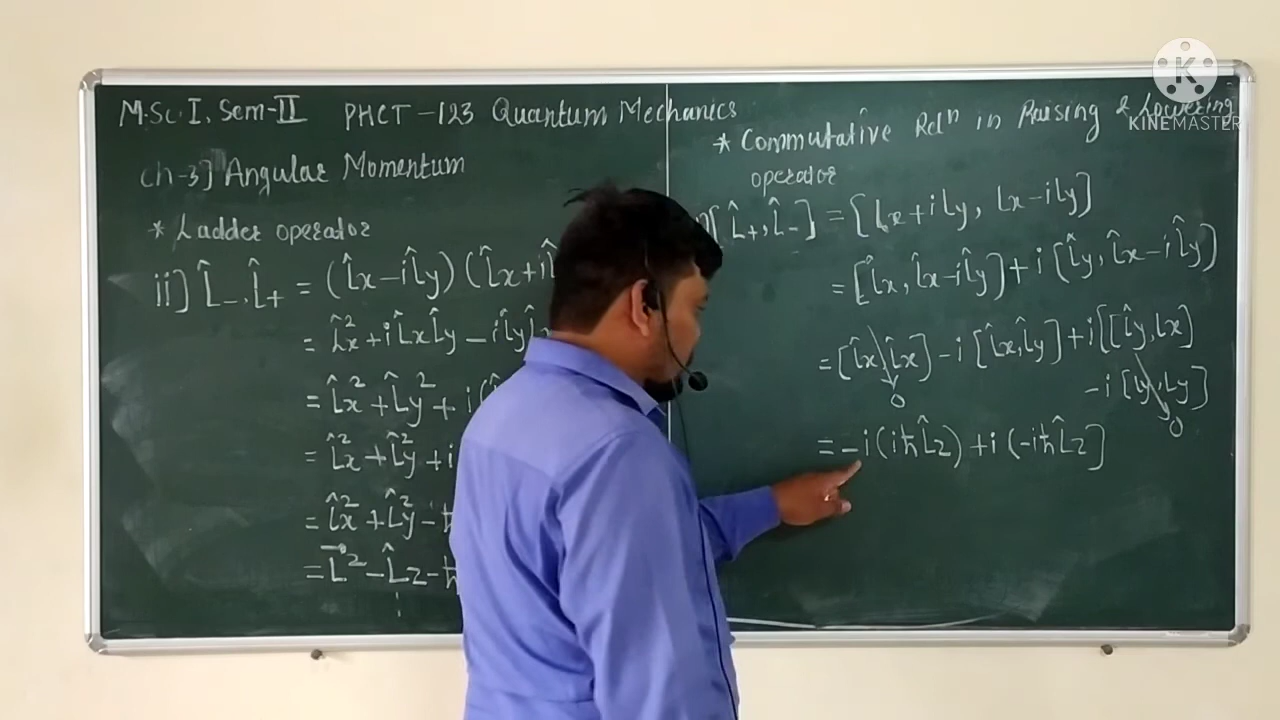 M.Sc. I, Sem-II PHCT-123 Quantum Mechanics
Ch-3] Angular Momentum
* Ladder operator
ii] L̂₋, L̂₊ = (L̂x - iL̂y) (L̂x + iL̂
= L̂x² + iL̂xL̂y - iL̂yL̂x
= L̂x² + L̂y² + i(
= L̂x² + L̂y² + i
= L̂x² + L̂y² - ħ
= L⃗² - L̂z - ħ
* Commutative Relⁿ in Raising & Lowering
operator
[L̂₊, L̂₋] = [Lx + iLy, Lx - iLy]
= [L̂x, L̂x - iL̂y] + i [L̂y, L̂x - iL̂y)
= [L̂x, L̂x] - i [L̂x, L̂y] + i[[L̂y, Lx]
0
- i [Ly, Ly]
0
= -i(iħL̂z) + i(-iħL̂z]
K
KINEMASTER